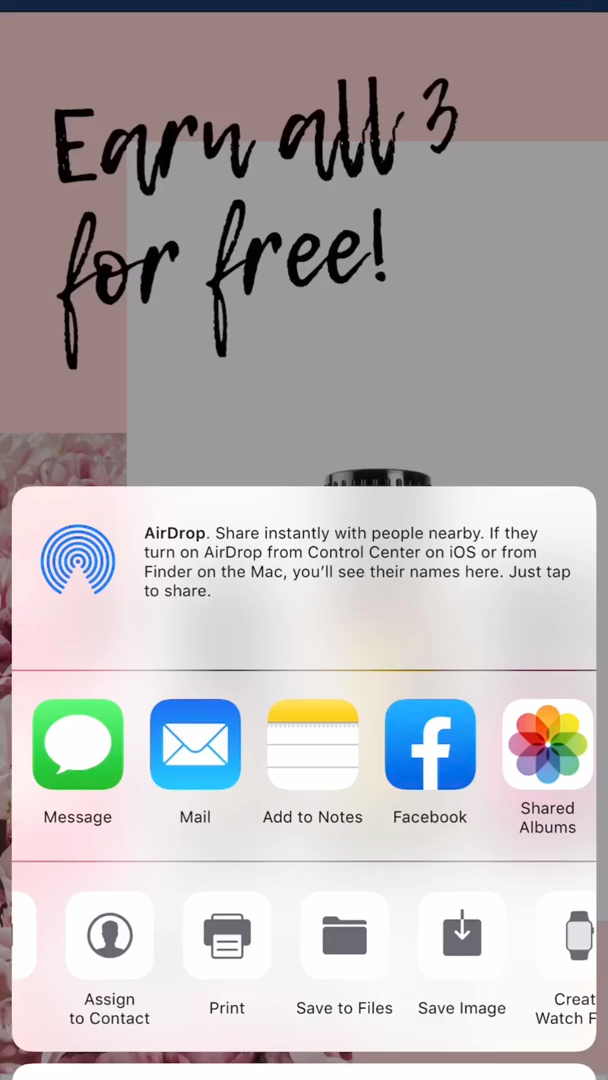 Earn all 3
for free!
AirDrop. Share instantly with people nearby. If they
turn on AirDrop from Control Center on iOS or from
Finder on the Mac, you'll see their names here. Just tap
to share.
Message
Mail
Add to Notes
Facebook
Shared
Albums
Assign
to Contact
Print
Save to Files
Save Image
Creat
Watch F